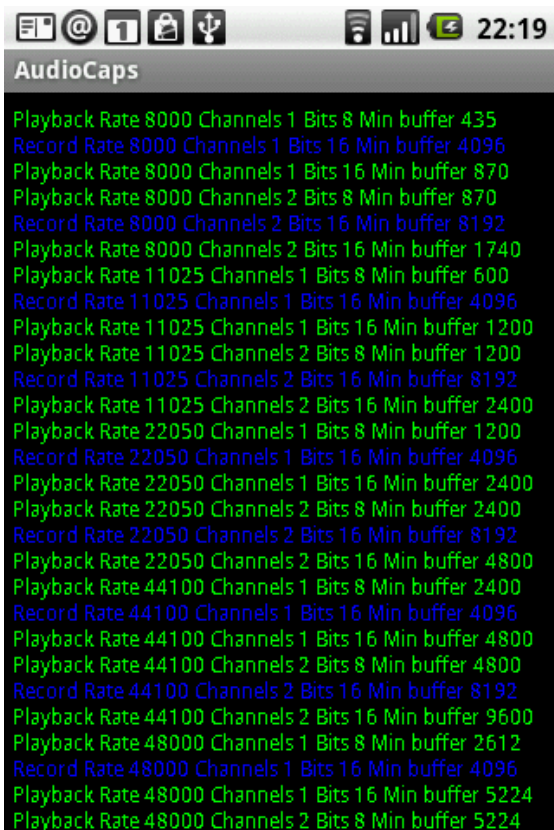 1 22:19
AudioCaps
Playback Rate 8000 Channels 1 Bits 8 Min buffer 435
Record Rate 8000 Channels 1 Bits 16 Min buffer 4096
Playback Rate 8000 Channels 1 Bits 16 Min buffer 870
Playback Rate 8000 Channels 2 Bits 8 Min buffer 870
Record Rate 8000 Channels 2 Bits 16 Min buffer 8192
Playback Rate 8000 Channels 2 Bits 16 Min buffer 1740
Playback Rate 11025 Channels 1 Bits 8 Min buffer 600
Record Rate 11025 Channels 1 Bits 16 Min buffer 4096
Playback Rate 11025 Channels 1 Bits 16 Min buffer 1200
Playback Rate 11025 Channels 2 Bits 8 Min buffer 1200
Record Rate 11025 Channels 2 Bits 16 Min buffer 8192
Playback Rate 11025 Channels 2 Bits 16 Min buffer 2400
Playback Rate 22050 Channels 1 Bits 8 Min buffer 1200
Record Rate 22050 Channels 1 Bits 16 Min buffer 4096
Playback Rate 22050 Channels 1 Bits 16 Min buffer 2400
Playback Rate 22050 Channels 2 Bits 8 Min buffer 2400
Record Rate 22050 Channels 2 Bits 16 Min buffer 8192
Playback Rate 22050 Channels 2 Bits 16 Min buffer 4800
Playback Rate 44100 Channels 1 Bits 8 Min buffer 2400
Record Rate 44100 Channels 1 Bits 16 Min buffer 4096
Playback Rate 44100 Channels 1 Bits 16 Min buffer 4800
Playback Rate 44100 Channels 2 Bits 8 Min buffer 4800
Record Rate 44100 Channels 2 Bits 16 Min buffer 8192
Playback Rate 44100 Channels 2 Bits 16 Min buffer 9600
Playback Rate 48000 Channels 1 Bits 8 Min buffer 2612
Record Rate 48000 Channels 1 Bits 16 Min buffer 4096
Playback Rate 48000 Channels 1 Bits 16 Min buffer 5224
Playback Rate 48000 Channels 2 Bits 8 Min buffer 5224